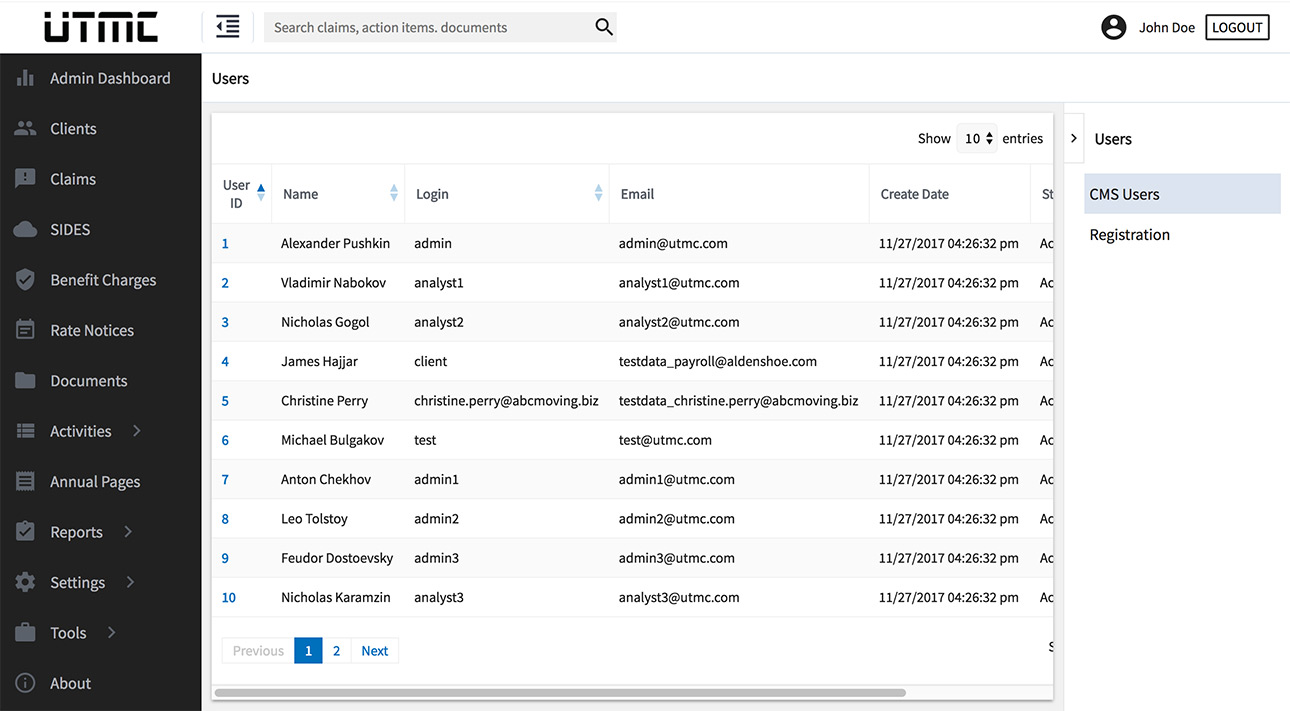 UTMC
Search claims, action items. documents
John Doe
LOGOUT
Admin Dashboard
Clients
Claims
SIDES
Benefit Charges
Rate Notices
Documents
Activities
Annual Pages
Reports
Settings
Tools
About
Users
Show 10 entries
User ID Name Login Email Create Date St
1 Alexander Pushkin admin admin@utmc.com 11/27/2017 04:26:32 pm Ac
2 Vladimir Nabokov analyst1 analyst1@utmc.com 11/27/2017 04:26:32 pm Ac
3 Nicholas Gogol analyst2 analyst2@utmc.com 11/27/2017 04:26:32 pm Ac
4 James Hajjar client testdata_payroll@aldenshoe.com 11/27/2017 04:26:32 pm Ac
5 Christine Perry christine.perry@abcmoving.biz testdata_christine.perry@abcmoving.biz 11/27/2017 04:26:32 pm Ac
6 Michael Bulgakov test test@utmc.com 11/27/2017 04:26:32 pm Ac
7 Anton Chekhov admin1 admin1@utmc.com 11/27/2017 04:26:32 pm Ac
8 Leo Tolstoy admin2 admin2@utmc.com 11/27/2017 04:26:32 pm Ac
9 Feudor Dostoevsky admin3 admin3@utmc.com 11/27/2017 04:26:32 pm Ac
10 Nicholas Karamzin analyst3 analyst3@utmc.com 11/27/2017 04:26:32 pm Ac
Previous 1 2 Next
Users
CMS Users
Registration